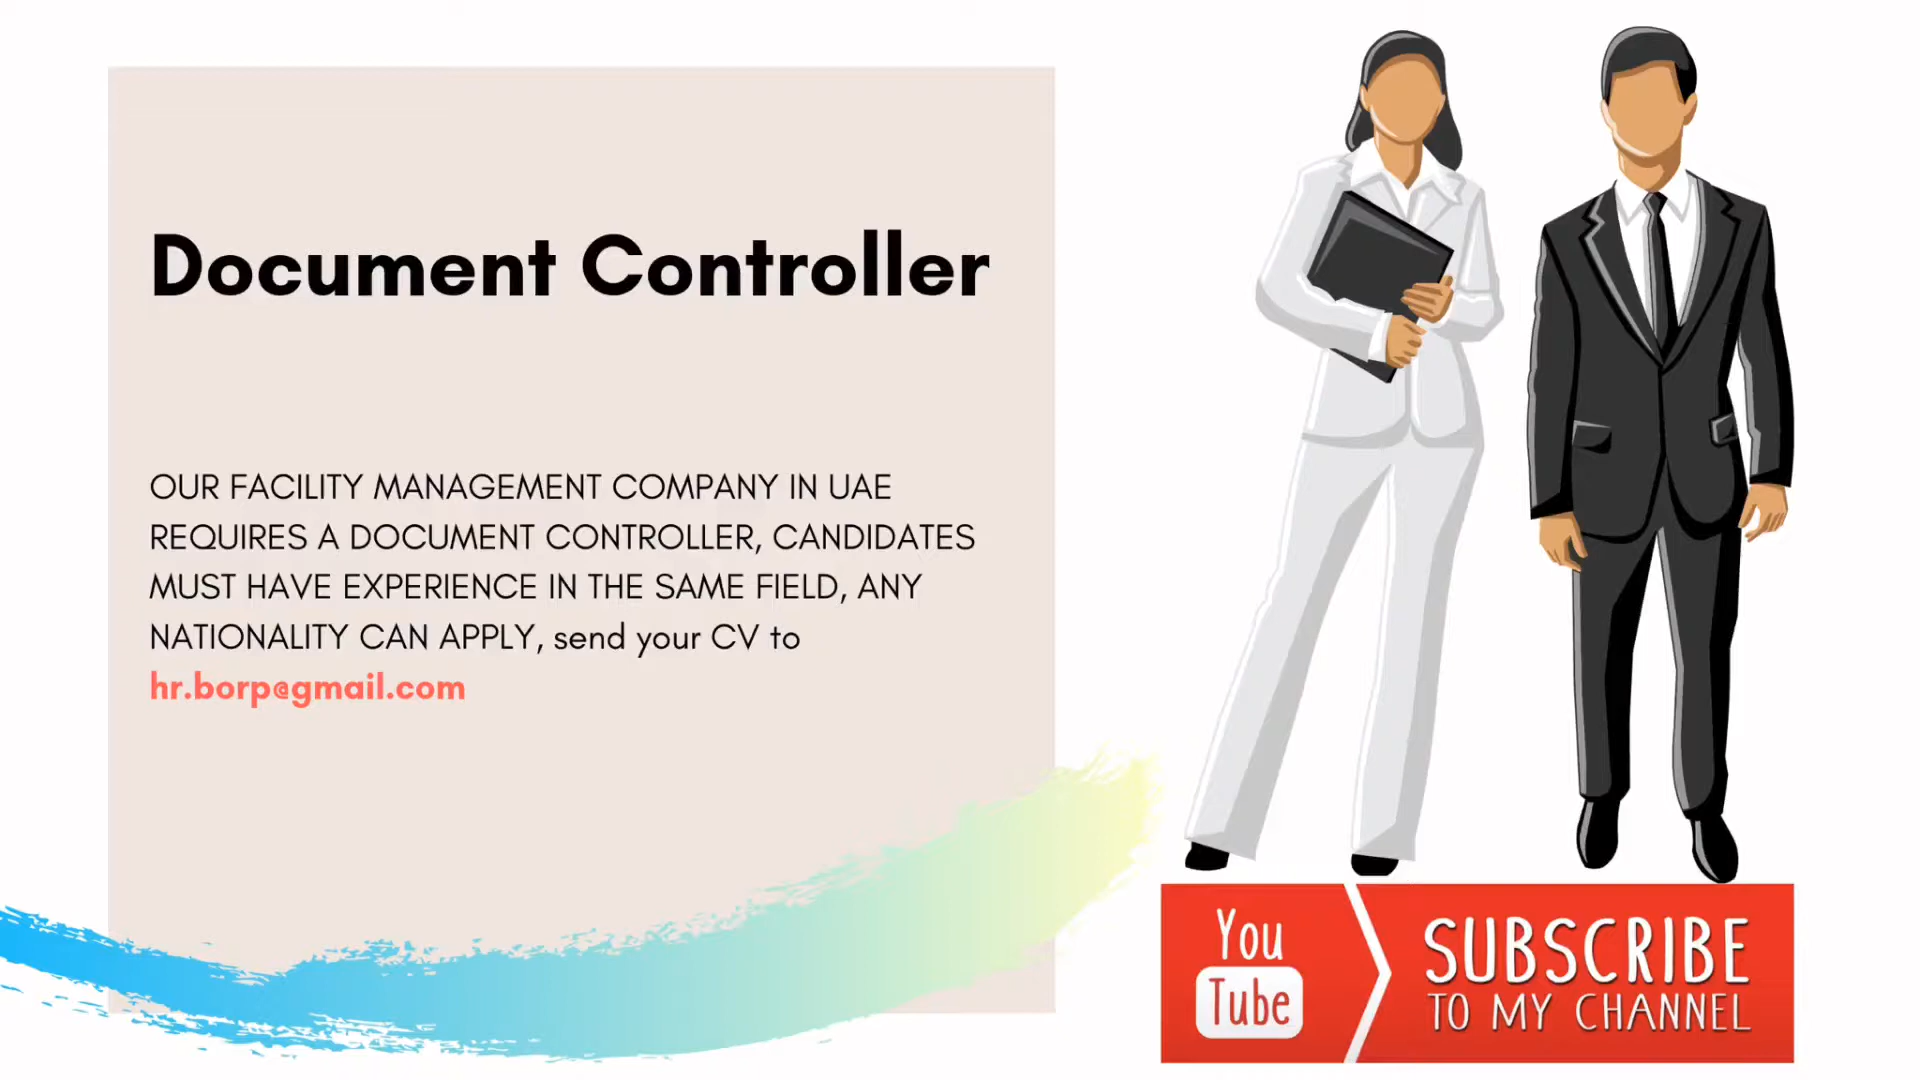 Document Controller
OUR FACILITY MANAGEMENT COMPANY IN UAE
REQUIRES A DOCUMENT CONTROLLER, CANDIDATES
MUST HAVE EXPERIENCE IN THE SAME FIELD, ANY
NATIONALITY CAN APPLY, send your CV to
hr.borp@gmail.com
You
Tube
SUBSCRIBE
TO MY CHANNEL